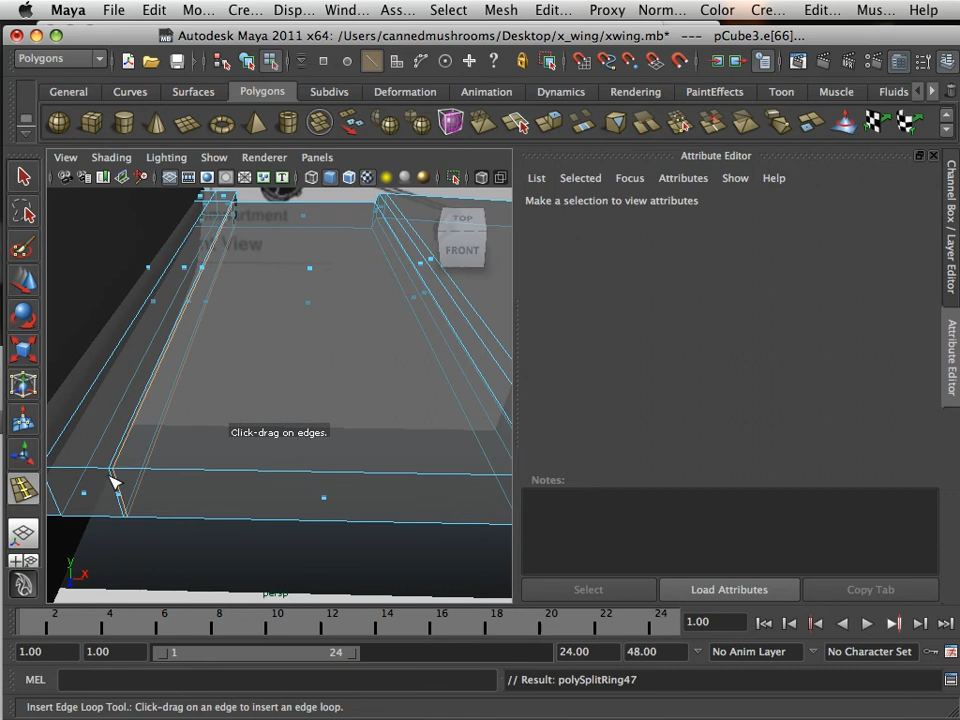 Maya File Edit Mo... Cre... Disp... Wind... Ass... Select Mesh Edit... Proxy Norm... Color Cre... Edit... Mus... Help
Autodesk Maya 2011 x64: /Users/cannedmushrooms/Desktop/x_wing/xwing.mb* --- pCube3.e[66]...
Polygons
General Curves Surfaces Polygons Subdivs Deformation Animation Dynamics Rendering PaintEffects Toon Muscle Fluids
View Shading Lighting Show Renderer Panels
Attribute Editor
List Selected Focus Attributes Show Help
Make a selection to view attributes
TOP
FRONT
View
Click-drag on edges.
Channel Box / Layer Editor
Attribute Editor
Notes:
y
x
persp
Select Load Attributes Copy Tab
2 4 6 8 10 12 14 16 18 20 22 24
1.00
1.00 1.00 1 24 24.00 48.00 No Anim Layer No Character Set
MEL // Result: polySplitRing47
Insert Edge Loop Tool.: Click-drag on an edge to insert an edge loop.